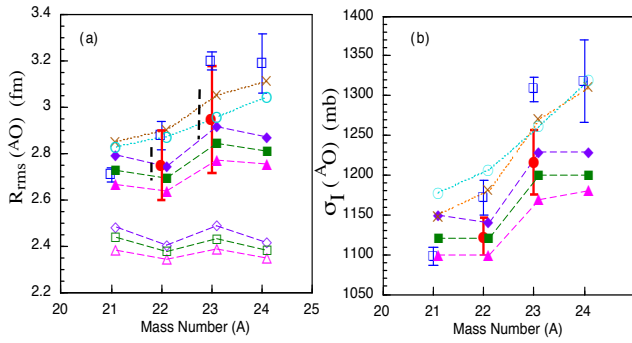 (a)
3.4
3.2
3
2.8
2.6
2.4
2.2
R_rms (^AO) (fm)
20 21 22 23 24 25
Mass Number (A)
(b)
1400
1350
1300
1250
1200
1150
1100
1050
σ_I (^AO) (mb)
20 21 22 23 24 25
Mass Number (A)